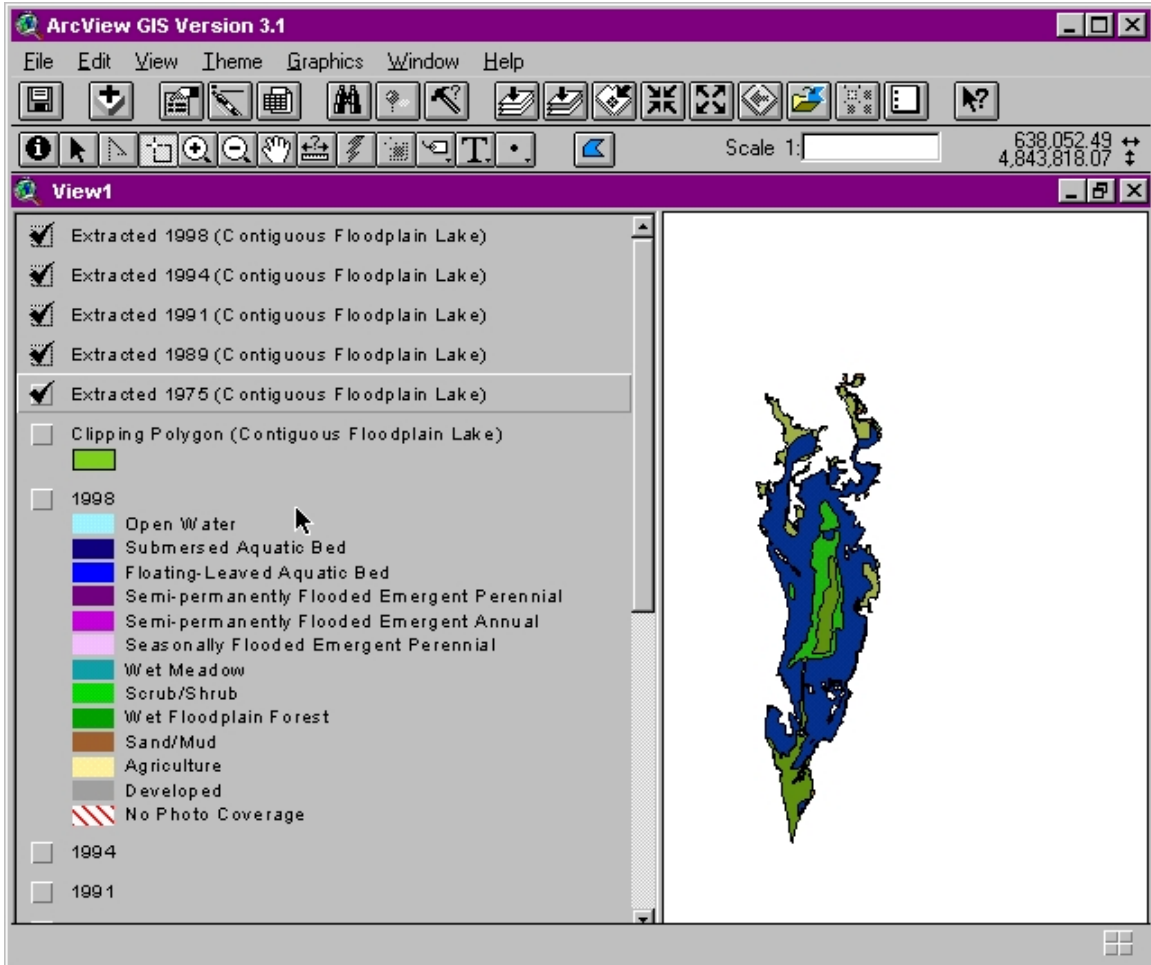 ArcView GIS Version 3.1
File Edit View Theme Graphics Window Help
Scale 1:
638,052.49
4,843,818.07
View1
Extracted 1998 (Contiguous Floodplain Lake)
Extracted 1994 (Contiguous Floodplain Lake)
Extracted 1991 (Contiguous Floodplain Lake)
Extracted 1989 (Contiguous Floodplain Lake)
Extracted 1975 (Contiguous Floodplain Lake)
Clipping Polygon (Contiguous Floodplain Lake)
1998
Open Water
Submersed Aquatic Bed
Floating-Leaved Aquatic Bed
Semi-permanently Flooded Emergent Perennial
Semi-permanently Flooded Emergent Annual
Seasonally Flooded Emergent Perennial
Wet Meadow
Scrub/Shrub
Wet Floodplain Forest
Sand/Mud
Agriculture
Developed
No Photo Coverage
1994
1991